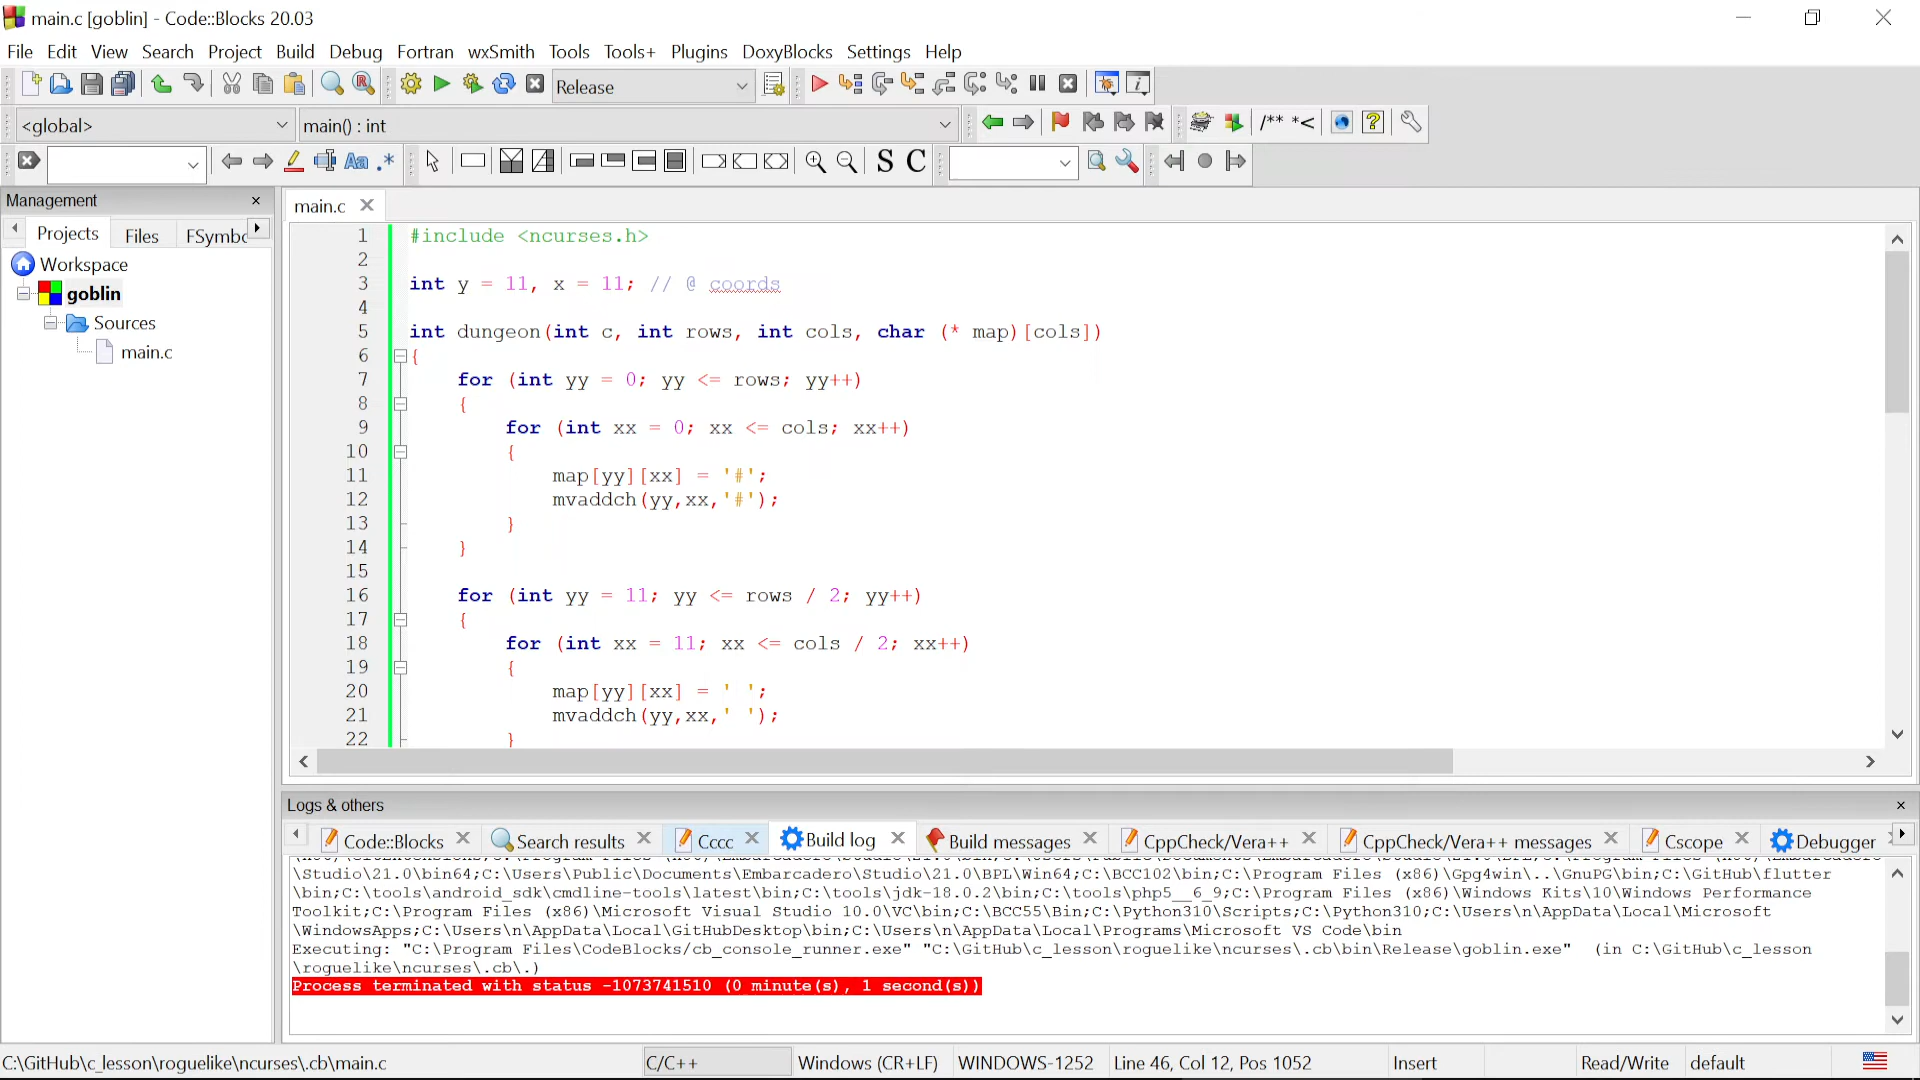 main.c [goblin] - Code::Blocks 20.03
File Edit View Search Project Build Debug Fortran wxSmith Tools Tools+ Plugins DoxyBlocks Settings Help
Release
<global>
main() : int
/** *<
Aa .*
S C
Management
Projects Files FSymbo
Workspace
goblin
Sources
main.c
main.c
1 #include <ncurses.h>
2
3 int y = 11, x = 11; // @ coords
4
5 int dungeon(int c, int rows, int cols, char (* map)[cols])
6 {
7 for (int yy = 0; yy <= rows; yy++)
8 {
9 for (int xx = 0; xx <= cols; xx++)
10 {
11 map[yy][xx] = '#';
12 mvaddch(yy,xx,'#');
13 }
14 }
15
16 for (int yy = 11; yy <= rows / 2; yy++)
17 {
18 for (int xx = 11; xx <= cols / 2; xx++)
19 {
20 map[yy][xx] = ' ';
21 mvaddch(yy,xx,' ');
22 }
Logs & others
Code::Blocks Search results Cccc Build log Build messages CppCheck/Vera++ CppCheck/Vera++ messages Cscope Debugger
\Studio\21.0\bin64;C:\Users\Public\Documents\Embarcadero\Studio\21.0\BPL\Win64;C:\BCC102\bin;C:\Program Files (x86)\Gpg4win\..\GnuPG\bin;C:\GitHub\flutter
\bin;C:\tools\android_sdk\cmdline-tools\latest\bin;C:\tools\jdk-18.0.2\bin;C:\tools\php5__6_9;C:\Program Files (x86)\Windows Kits\10\Windows Performance
Toolkit;C:\Program Files (x86)\Microsoft Visual Studio 10.0\VC\bin;C:\BCC55\Bin;C:\Python310\Scripts;C:\Python310;C:\Users\n\AppData\Local\Microsoft
\WindowsApps;C:\Users\n\AppData\Local\GitHubDesktop\bin;C:\Users\n\AppData\Local\Programs\Microsoft VS Code\bin
Executing: "C:\Program Files\CodeBlocks/cb_console_runner.exe" "C:\GitHub\c_lesson\roguelike\ncurses\.cb\bin\Release\goblin.exe" (in C:\GitHub\c_lesson
\roguelike\ncurses\.cb\.)
Process terminated with status -1073741510 (0 minute(s), 1 second(s))
C:\GitHub\c_lesson\roguelike\ncurses\.cb\main.c C/C++ Windows (CR+LF) WINDOWS-1252 Line 46, Col 12, Pos 1052 Insert Read/Write default